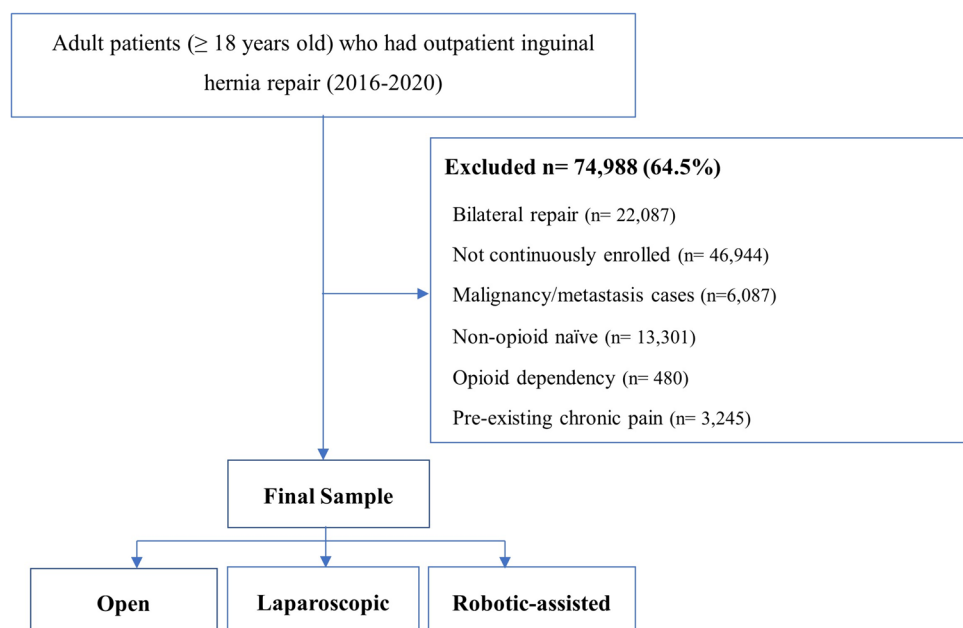 Adult patients (≥ 18 years old) who had outpatient inguinal
hernia repair (2016-2020)
Excluded n= 74,988 (64.5%)
Bilateral repair (n= 22,087)
Not continuously enrolled (n= 46,944)
Malignancy/metastasis cases (n=6,087)
Non-opioid naïve (n= 13,301)
Opioid dependency (n= 480)
Pre-existing chronic pain (n= 3,245)
Final Sample
Open
Laparoscopic
Robotic-assisted